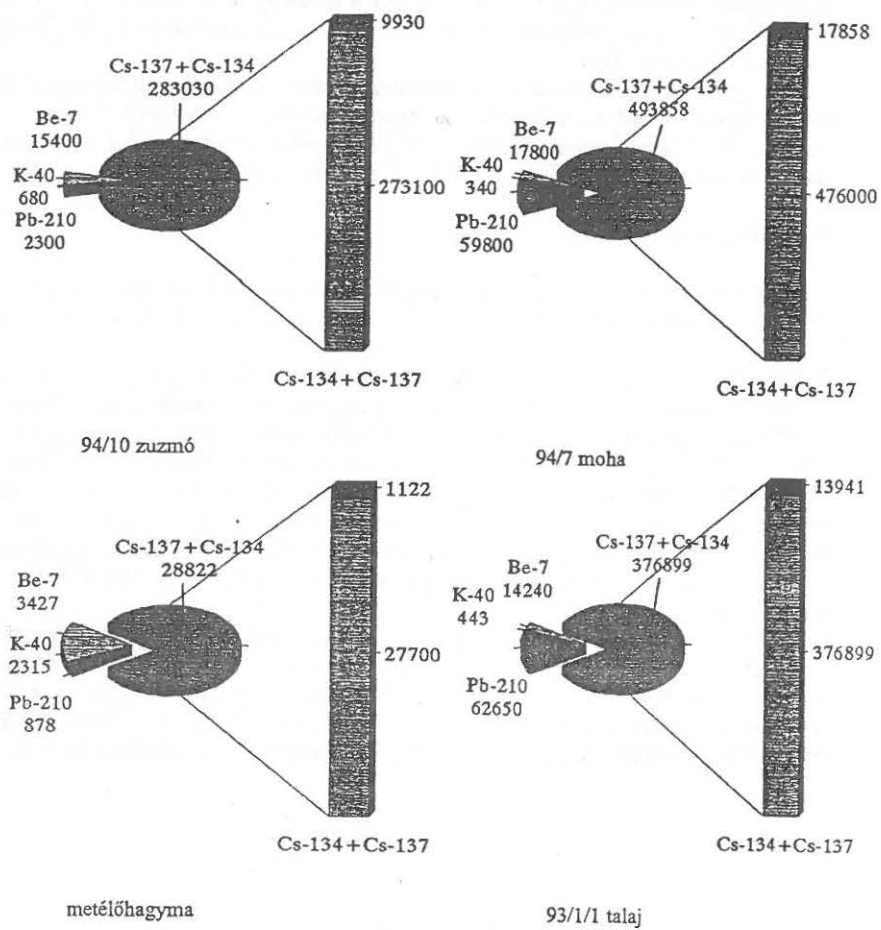 9930
Cs-137+Cs-134
283030
Be-7
15400
K-40
680
273100
Pb-210
2300
Cs-134+Cs-137
94/10 zuzmó
17858
Cs-137+Cs-134
493858
Be-7
17800
K-40
340
476000
Pb-210
59800
Cs-134+Cs-137
94/7 moha
1122
Cs-137+Cs-134
28822
Be-7
3427
K-40
2315
27700
Pb-210
878
Cs-134+Cs-137
metélőhagyma
13941
Cs-137+Cs-134
376899
Be-7
14240
K-40
443
376899
Pb-210
62650
Cs-134+Cs-137
93/1/1 talaj